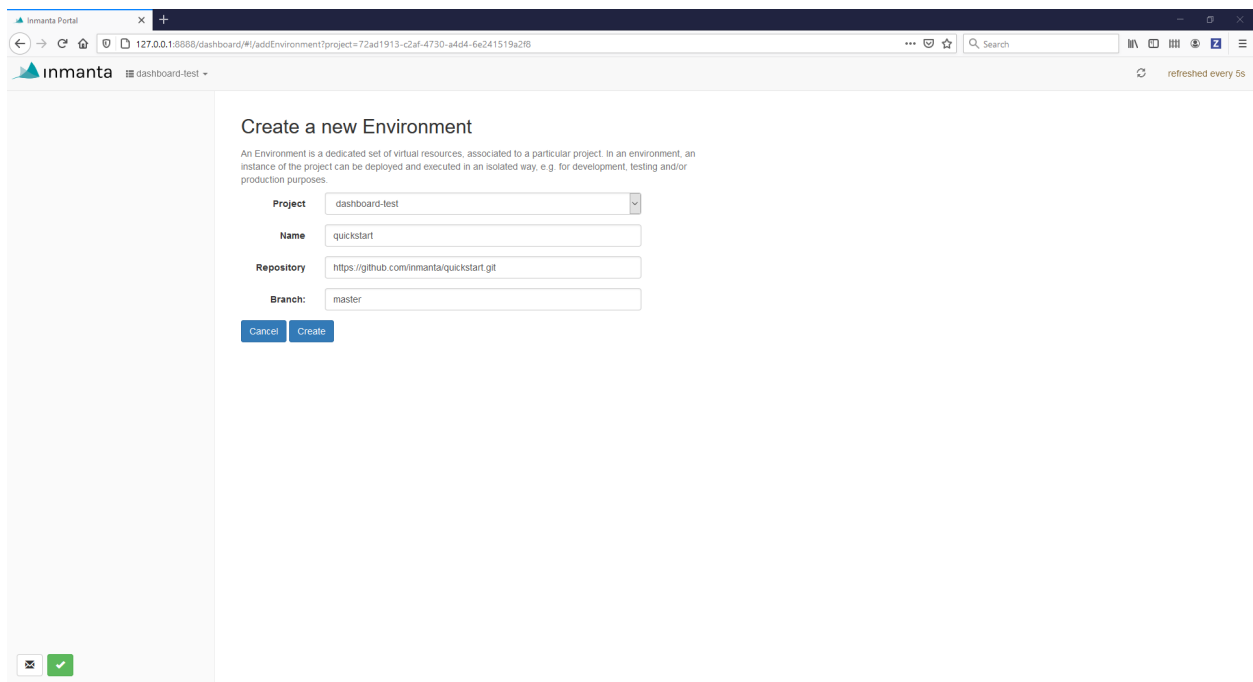 Inmanta Portal
127.0.0.1:8888/dashboard/#!/addEnvironment?project=72ad1913-c2af-4730-a4d4-6e241519a2f8
Search
Z
inmanta dashboard-test
refreshed every 5s
Create a new Environment
An Environment is a dedicated set of virtual resources, associated to a particular project. In an environment, an
instance of the project can be deployed and executed in an isolated way, e.g. for development, testing and/or
production purposes.
Project dashboard-test
Name quickstart
Repository https://github.com/inmanta/quickstart.git
Branch: master
Cancel Create